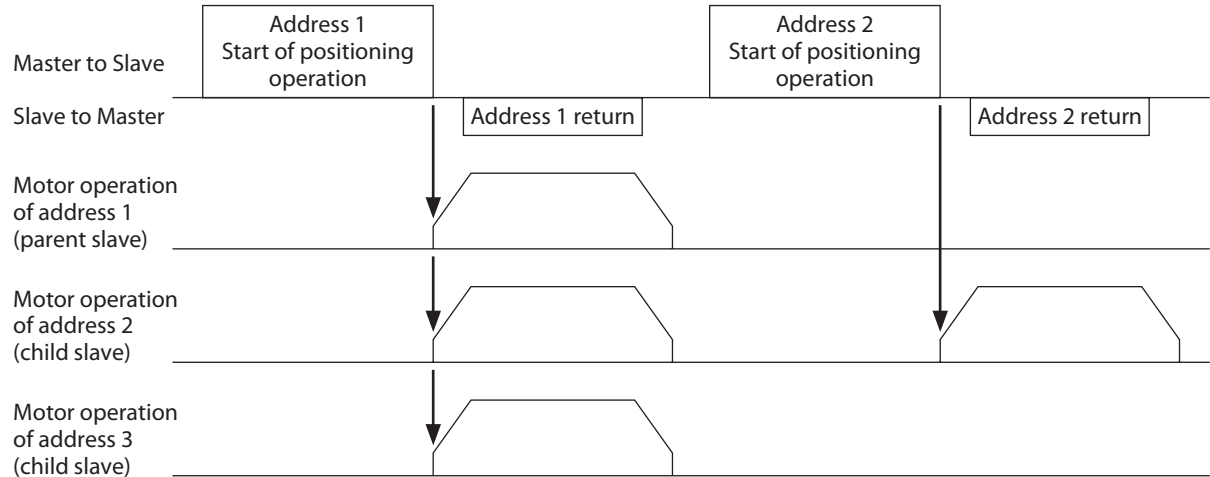 Address 1
Start of positioning
operation
Address 2
Start of positioning
operation
Master to Slave
Slave to Master
Address 1 return
Address 2 return
Motor operation
of address 1
(parent slave)
Motor operation
of address 2
(child slave)
Motor operation
of address 3
(child slave)